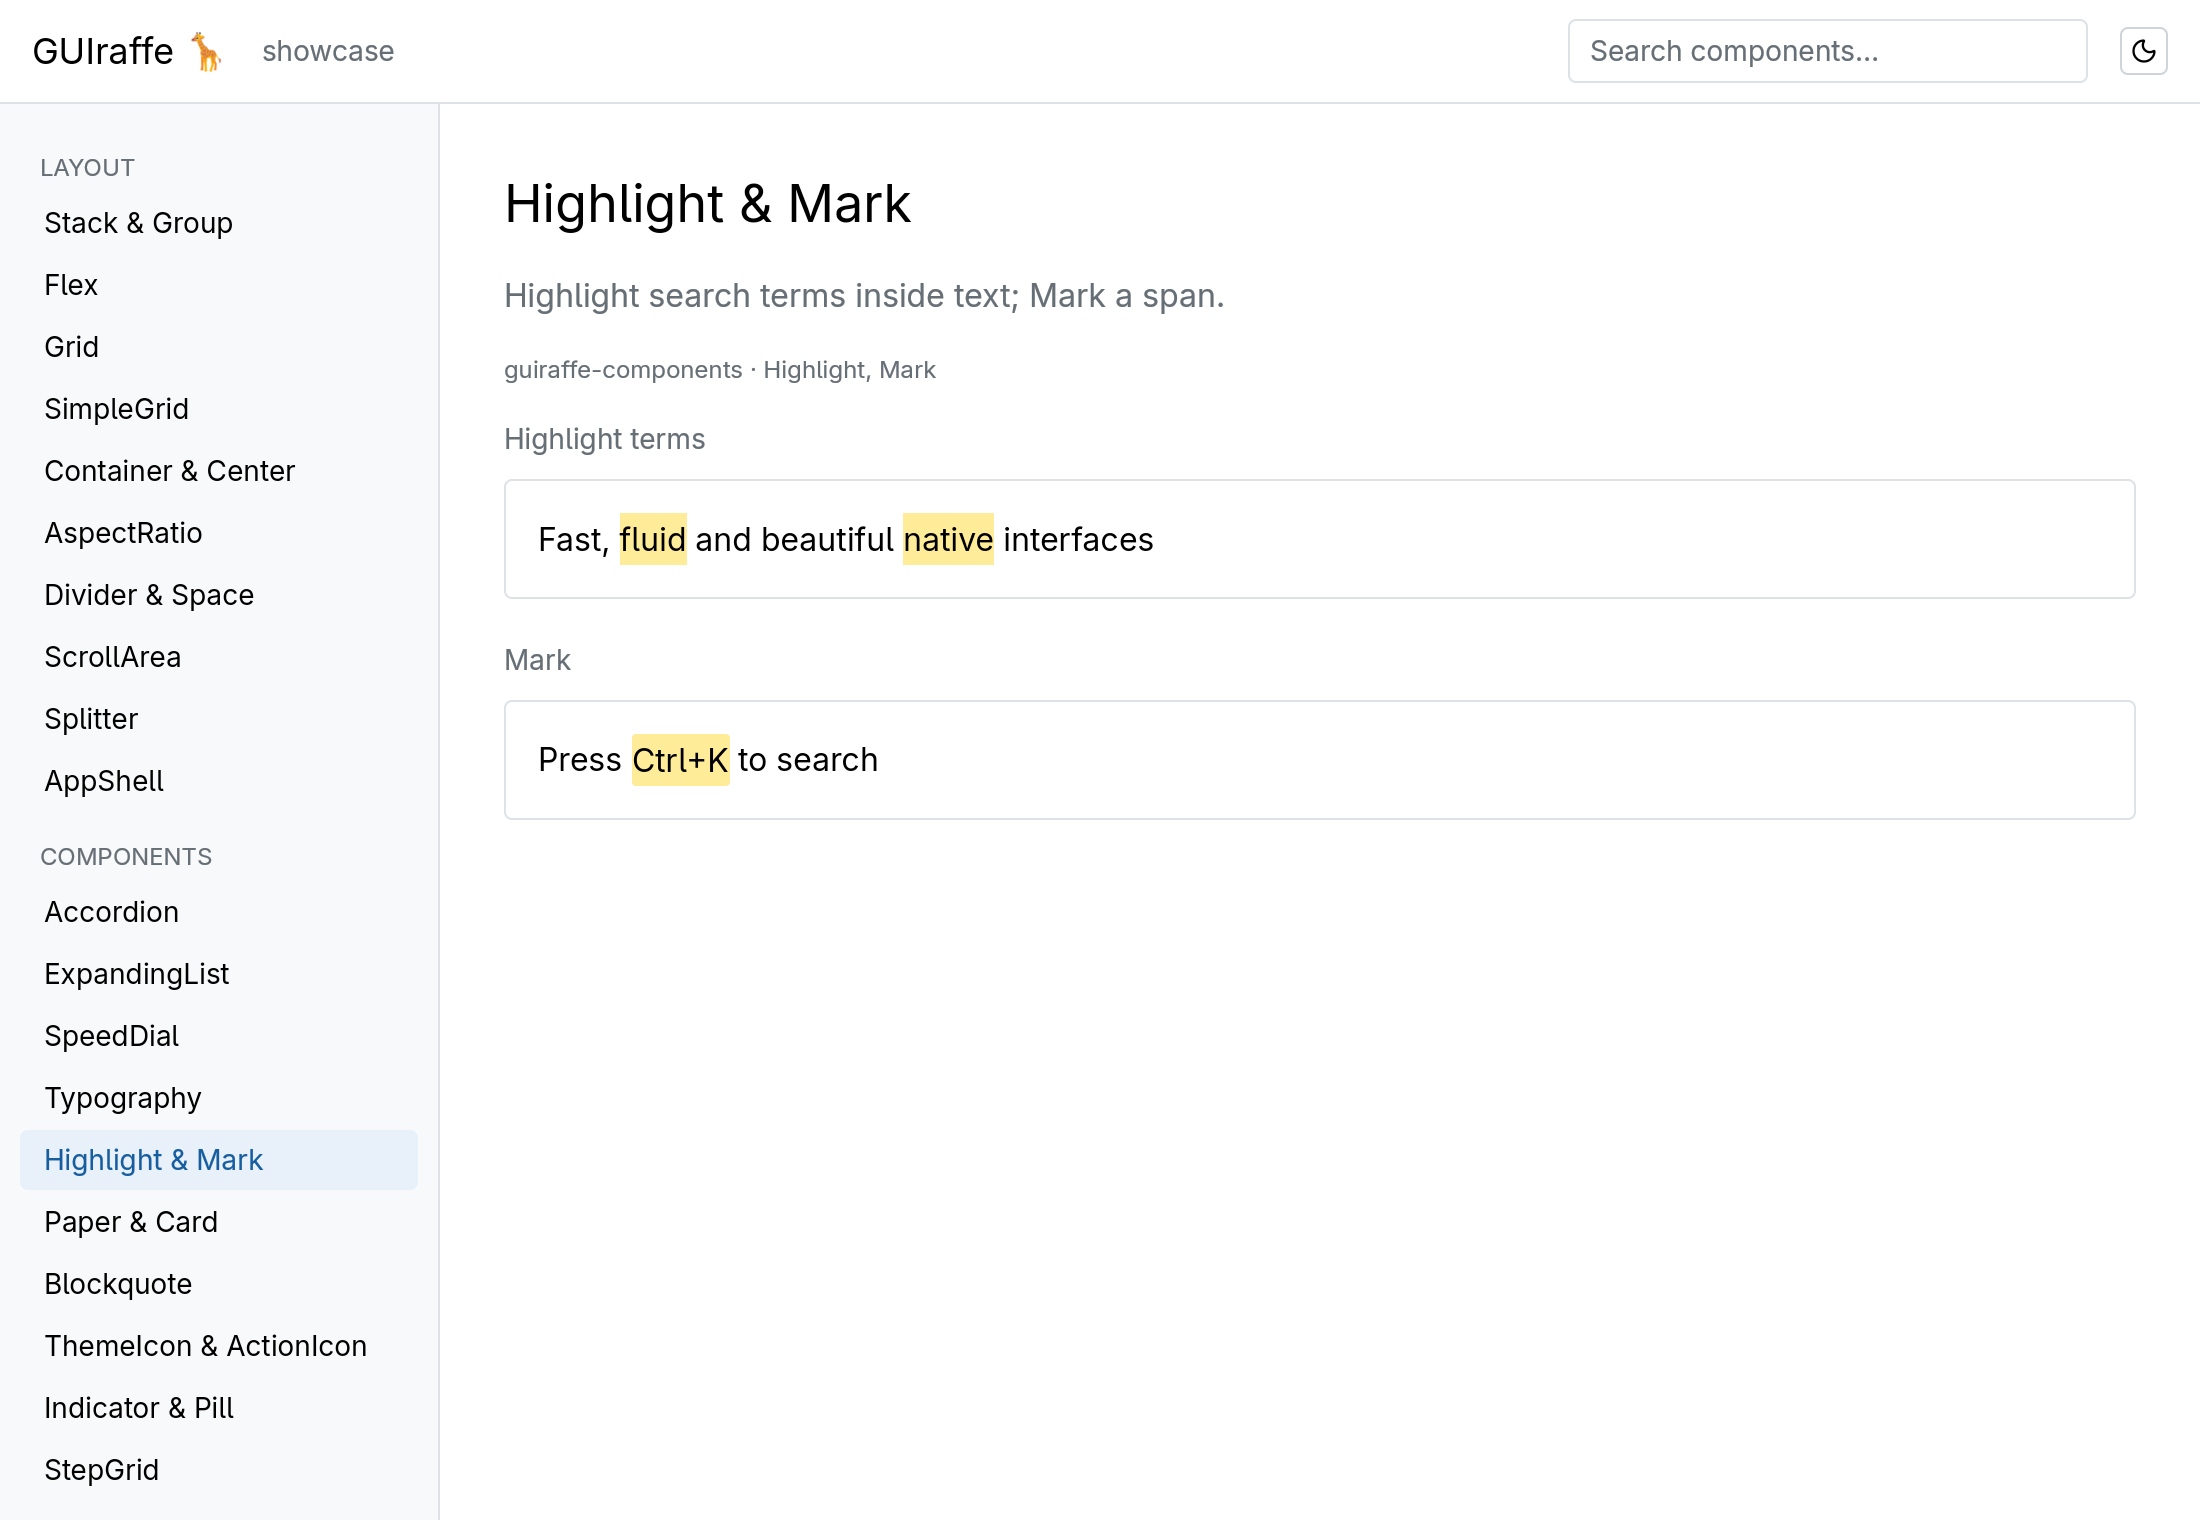 GUIraffe 🦒 showcase
Search components...
LAYOUT
Stack & Group
Flex
Grid
SimpleGrid
Container & Center
AspectRatio
Divider & Space
ScrollArea
Splitter
AppShell
COMPONENTS
Accordion
ExpandingList
SpeedDial
Typography
Highlight & Mark
Paper & Card
Blockquote
ThemeIcon & ActionIcon
Indicator & Pill
StepGrid
Highlight & Mark
Highlight search terms inside text; Mark a span.
guiraffe-components · Highlight, Mark
Highlight terms
Fast, fluid and beautiful native interfaces
Mark
Press Ctrl+K to search